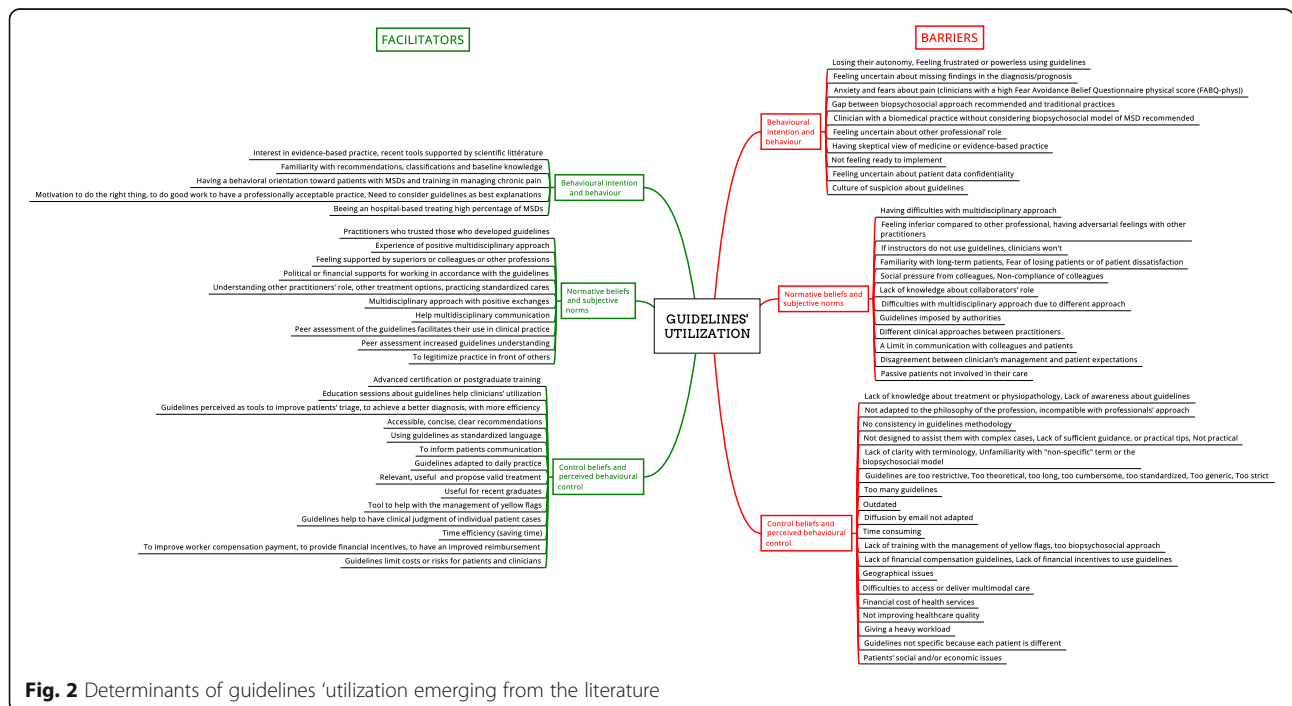 FACILITATORS
Interest in evidence-based practice, recent tools supported by scientific littérature
Familiarity with recommendations, classifications and baseline knowledge
Having a behavioral orientation toward patients with MSDs and training in managing chronic pain
Motivation to do the right thing, to do good work to have a professionally acceptable practice, Need to consider guidelines as best explanations
Beeing an hospital-based treating high percentage of MSDs
Behavioural intention
and behaviour
Practitioners who trusted those who developed guidelines
Experience of positive multidisciplinary approach
Feeling supported by superiors or colleagues or other professions
Political or financial supports for working in accordance with the guidelines
Understanding other practitioners' role, other treatment options, practicing standardized cares
Multidisciplinary approach with positive exchanges
Help multidisciplinary communication
Peer assessment of the guidelines facilitates their use in clinical practice
Peer assessment increased guidelines understanding
To legitimize practice in front of others
Normative beliefs
and subjective
norms
Advanced certification or postgraduate training
Education sessions about guidelines help clinicians' utilization
Guidelines perceived as tools to improve patients' triage, to achieve a better diagnosis, with more efficiency
Accessible, concise, clear recommendations
Using guidelines as standardized language
To inform patients communication
Guidelines adapted to daily practice
Relevant, useful and propose valid treatment
Useful for recent graduates
Tool to help with the management of yellow flags
Guidelines help to have clinical judgment of individual patient cases
Time efficiency (saving time)
To improve worker compensation payment, to provide financial incentives, to have an improved reimbursement
Guidelines limit costs or risks for patients and clinicians
Control beliefs and
perceived behavioural
control
GUIDELINES'
UTILIZATION
BARRIERS
Behavioural
intention and
behaviour
Losing their autonomy, Feeling frustrated or powerless using guidelines
Feeling uncertain about missing findings in the diagnosis/prognosis
Anxiety and fears about pain (clinicians with a high Fear Avoidance Belief Questionnaire physical score (FABQ-phys))
Gap between biopsychosocial approach recommended and traditional practices
Clinician with a biomedical practice without considering biopsychosocial model of MSD recommended
Feeling uncertain about other professional' role
Having skeptical view of medicine or evidence-based practice
Not feeling ready to implement
Feeling uncertain about patient data confidentiality
Culture of suspicion about guidelines
Normative beliefs and
subjective norms
Having difficulties with multidisciplinary approach
Feeling inferior compared to other professional, having adversarial feelings with other
practitioners
If instructors do not use guidelines, clinicians won't
Familiarity with long-term patients, Fear of losing patients or of patient dissatisfaction
Social pressure from colleagues, Non-compliance of colleagues
Lack of knowledge about collaborators' role
Difficulties with multidisciplinary approach due to different approach
Guidelines imposed by authorities
Different clinical approaches between practitioners
A Limit in communication with colleagues and patients
Disagreement between clinician's management and patient expectations
Passive patients not involved in their care
Control beliefs and
perceived behavioural
control
Lack of knowledge about treatment or physiopathology, Lack of awareness about guidelines
Not adapted to the philosophy of the profession, incompatible with professionals' approach
No consistency in guidelines methodology
Not designed to assist them with complex cases, Lack of sufficient guidance, or practical tips, Not practical
Lack of clarity with terminology, Unfamiliarity with "non-specific" term or the
biopsychosocial model
Guidelines are too restrictive, Too theoretical, too long, too cumbersome, too standardized, Too generic, Too strict
Too many guidelines
Outdated
Diffusion by email not adapted
Time consuming
Lack of training with the management of yellow flags, too biopsychosocial approach
Lack of financial compensation guidelines, Lack of financial incentives to use guidelines
Geographical issues
Difficulties to access or deliver multimodal care
Financial cost of health services
Not improving healthcare quality
Giving a heavy workload
Guidelines not specific because each patient is different
Patients' social and/or economic issues
Fig. 2 Determinants of guidelines 'utilization emerging from the literature